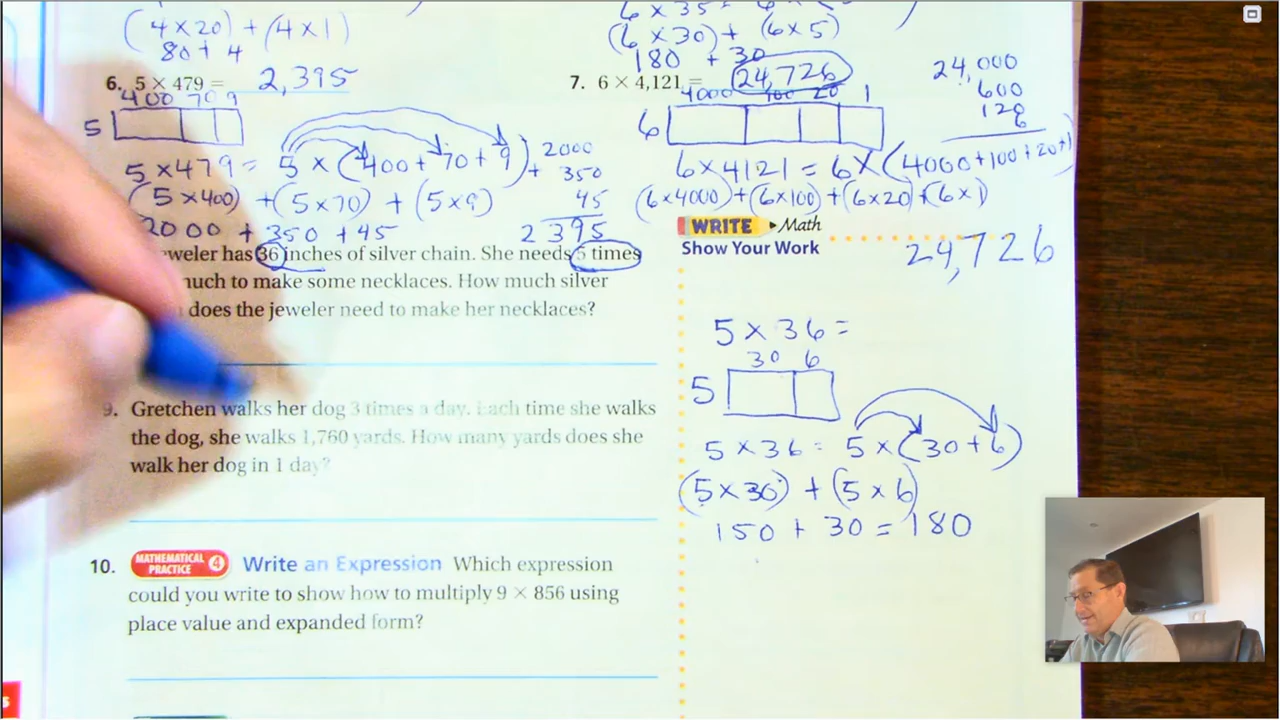 6 × 35 = 6 ×
(4 × 20) + (4 × 1)
(6 × 30) + (6 × 5)
80 + 4
180 + 30
6. 5 × 479 = 2,395
7. 6 × 4,121 = 24,726
24,000
600
120
6
400 70 9
5
4000 100 20 1
6
5 × 479 = 5 × (400 + 70 + 9)
(5 × 400) + (5 × 70) + (5 × 9)
2000 + 350 + 45
2000
+ 350
45
2395
6 × 4121 = 6 × (4000 + 100 + 20 + 1)
(6 × 4000) + (6 × 100) + (6 × 20) + (6 × 1)
24,726
eweler has 36 inches of silver chain. She needs 5 times
much to make some necklaces. How much silver
does the jeweler need to make her necklaces?
WRITE Math
Show Your Work
5 × 36 =
30 6
5
5 × 36 = 5 × (30 + 6)
(5 × 30) + (5 × 6)
150 + 30 = 180
9. Gretchen walks her dog 3 times a day. Each time she walks
the dog, she walks 1,760 yards. How many yards does she
walk her dog in 1 day?
10. MATHEMATICAL PRACTICE 4 Write an Expression Which expression
could you write to show how to multiply 9 × 856 using
place value and expanded form?